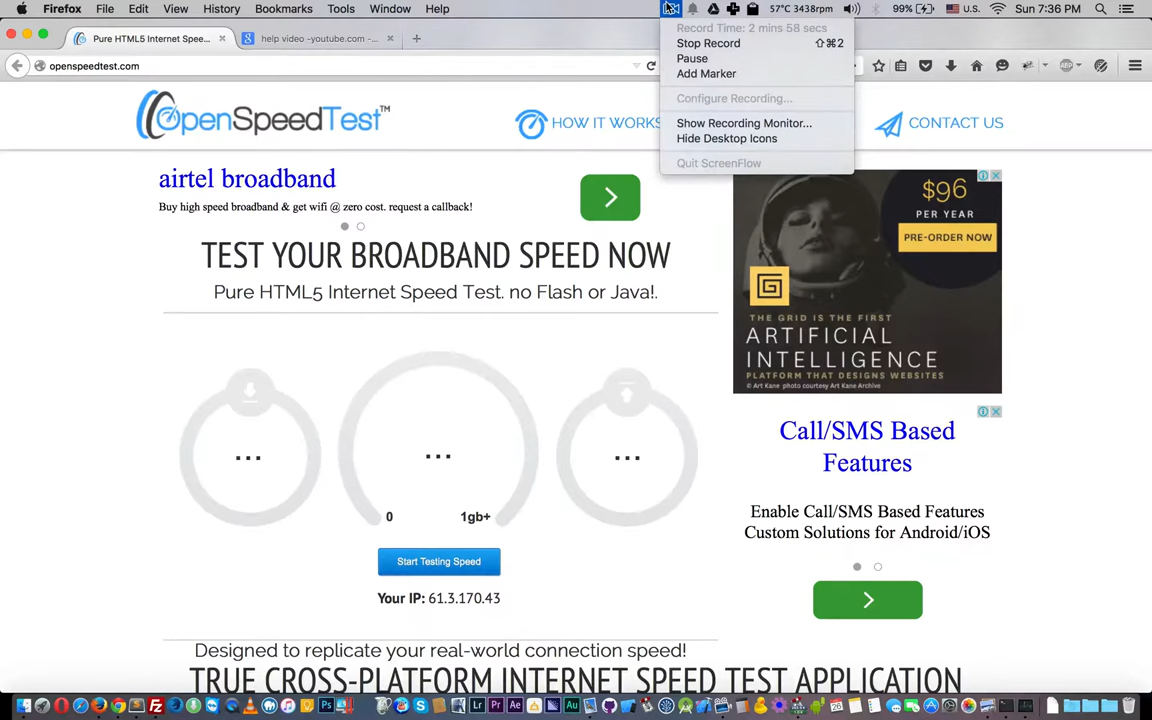 Firefox File Edit View History Bookmarks Tools Window Help
57°C 3438rpm 99% U.S. Sun 7:36 PM
Record Time: 2 mins 58 secs
Stop Record ⇧⌘2
Pause
Add Marker
Configure Recording...
Show Recording Monitor...
Hide Desktop Icons
Quit ScreenFlow
Pure HTML5 Internet Spee...
help video -youtube.com - ...
openspeedtest.com
OpenSpeedTest™
HOW IT WORKS
CONTACT US
airtel broadband
Buy high speed broadband & get wifi @ zero cost. request a callback!
TEST YOUR BROADBAND SPEED NOW
Pure HTML5 Internet Speed Test. no Flash or Java!.
... ... ...
0 1gb+
Start Testing Speed
Your IP: 61.3.170.43
Designed to replicate your real-world connection speed!
TRUE CROSS-PLATFORM INTERNET SPEED TEST APPLICATION
$96
PER YEAR
PRE-ORDER NOW
THE GRID IS THE FIRST
ARTIFICIAL
INTELLIGENCE
PLATFORM THAT DESIGNS WEBSITES
© Art Kane photo courtesy Art Kane Archive
Call/SMS Based
Features
Enable Call/SMS Based Features
Custom Solutions for Android/iOS
Lr Pr Ae Au Ps